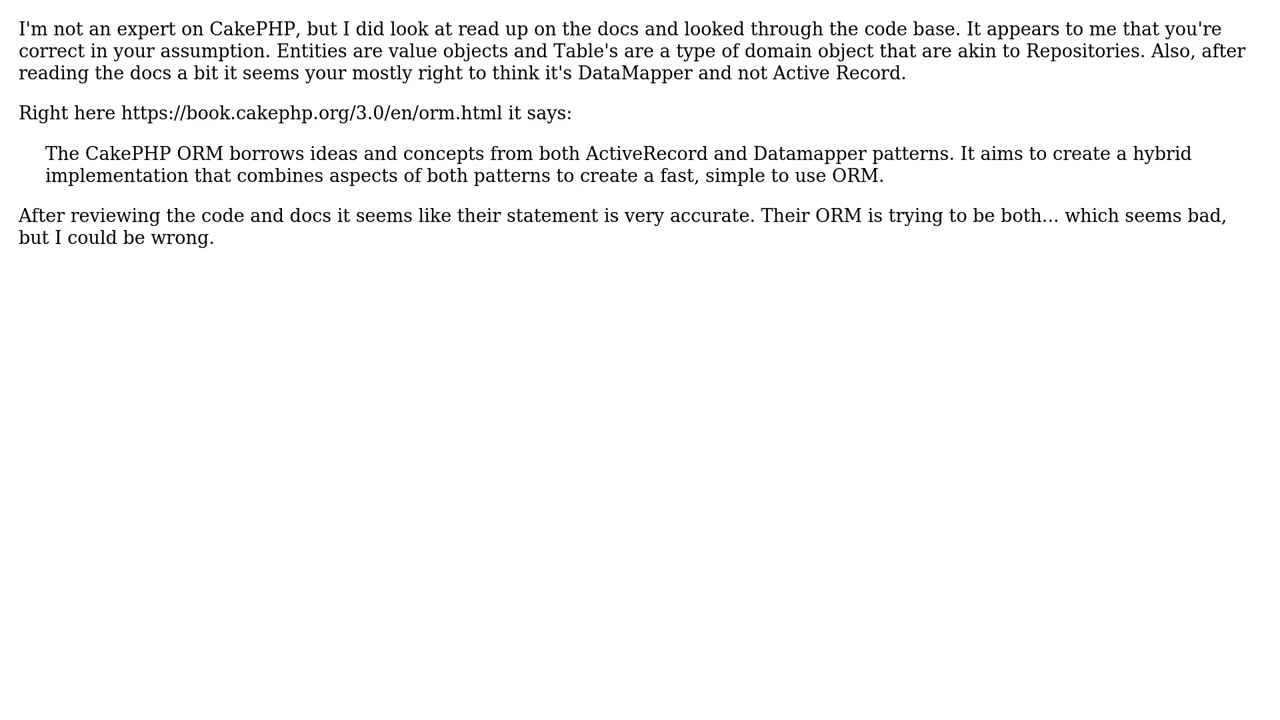 I'm not an expert on CakePHP, but I did look at read up on the docs and looked through the code base. It appears to me that you're
correct in your assumption. Entities are value objects and Table's are a type of domain object that are akin to Repositories. Also, after
reading the docs a bit it seems your mostly right to think it's DataMapper and not Active Record.
Right here https://book.cakephp.org/3.0/en/orm.html it says:
The CakePHP ORM borrows ideas and concepts from both ActiveRecord and Datamapper patterns. It aims to create a hybrid
implementation that combines aspects of both patterns to create a fast, simple to use ORM.
After reviewing the code and docs it seems like their statement is very accurate. Their ORM is trying to be both... which seems bad,
but I could be wrong.